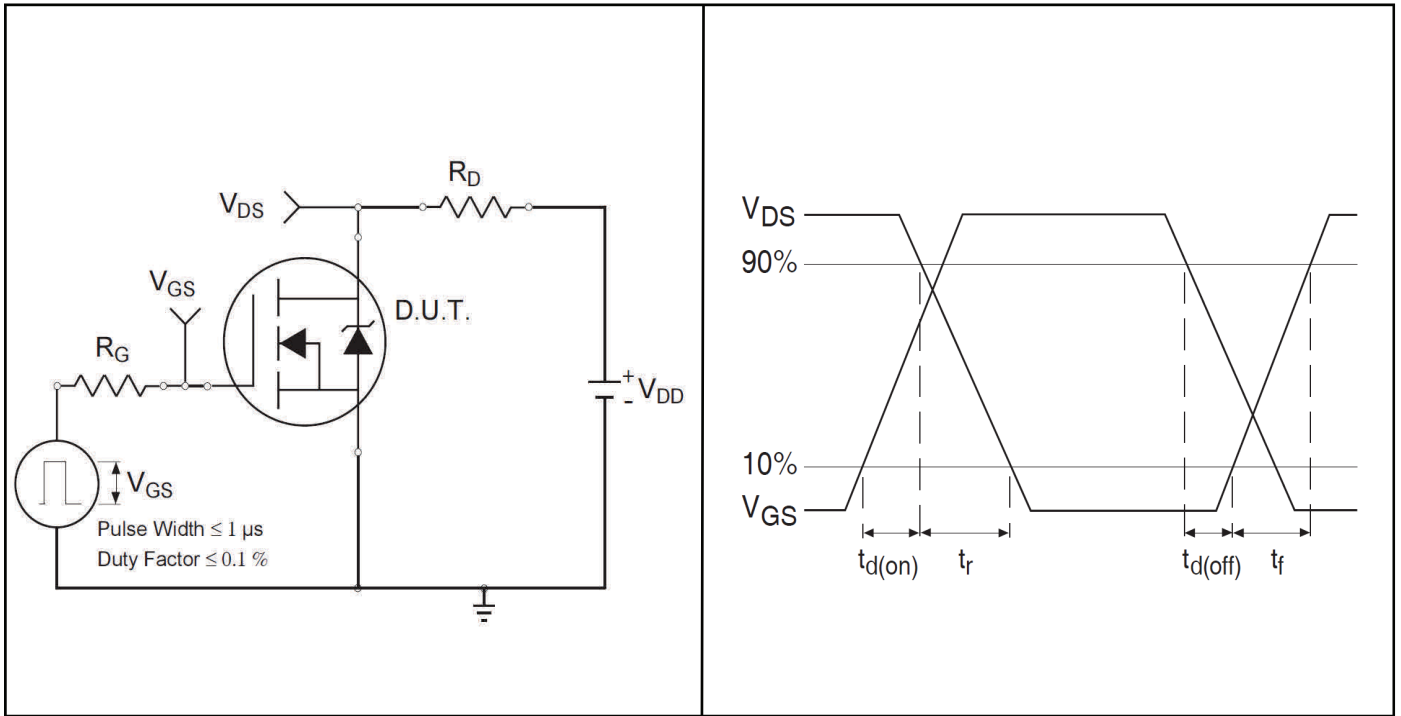 RD
VDS
VGS
D.U.T.
RG
+
VDD
-
VGS
Pulse Width ≤ 1 µs
Duty Factor ≤ 0.1 %
VDS
90%
10%
VGS
td(on)
tr
td(off)
tf